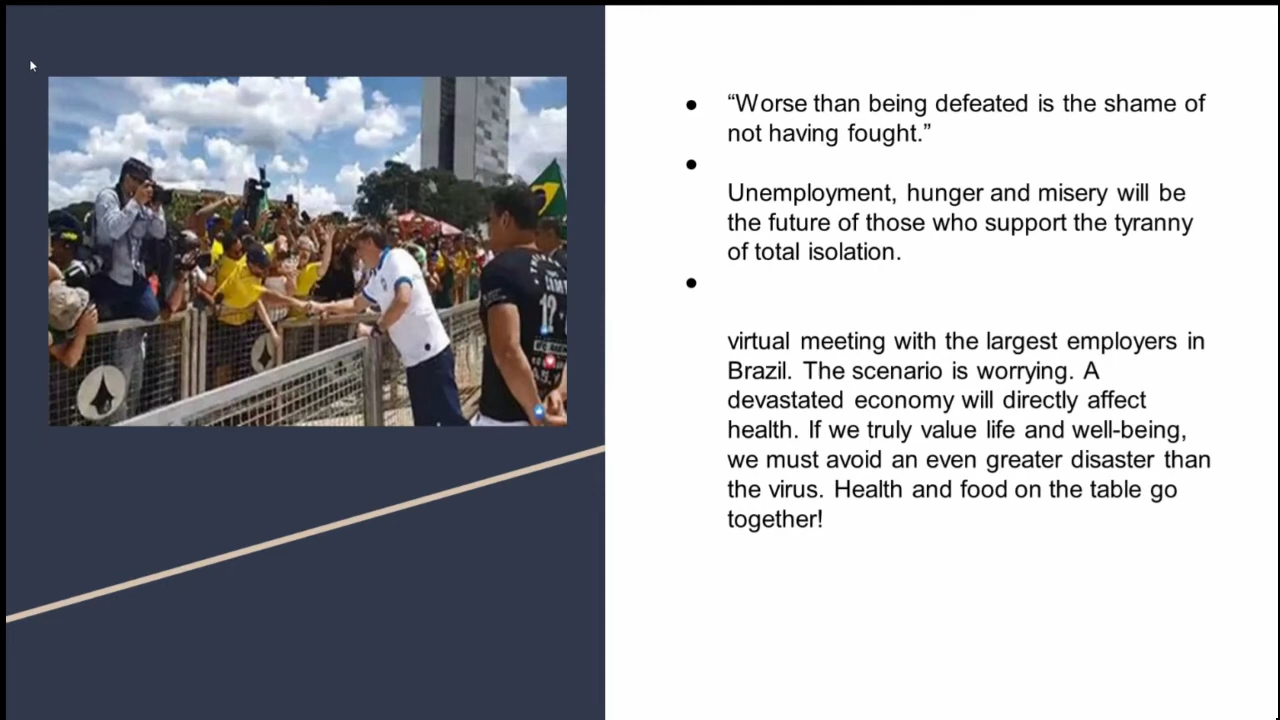 “Worse than being defeated is the shame of
not having fought.”
Unemployment, hunger and misery will be
the future of those who support the tyranny
of total isolation.
virtual meeting with the largest employers in
Brazil. The scenario is worrying. A
devastated economy will directly affect
health. If we truly value life and well-being,
we must avoid an even greater disaster than
the virus. Health and food on the table go
together!
12